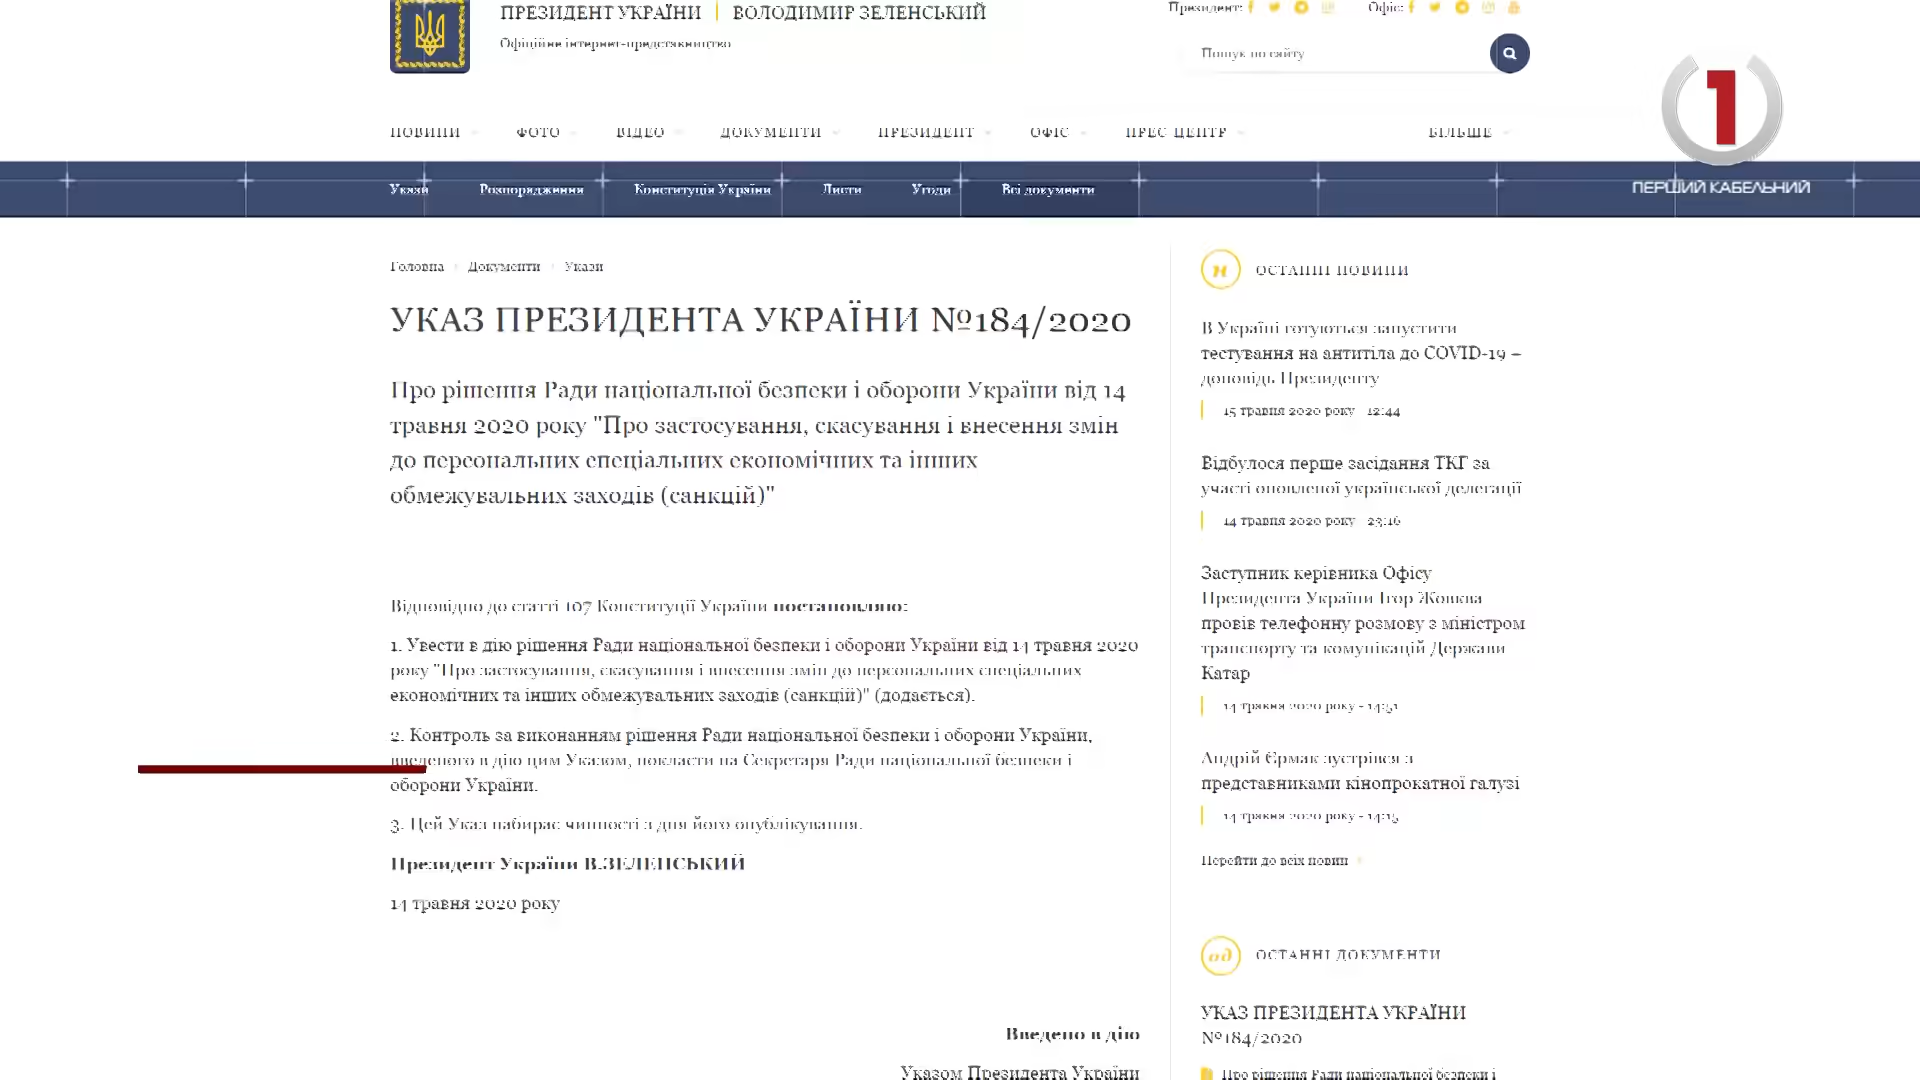 ПРЕЗИДЕНТ УКРАЇНИ | ВОЛОДИМИР ЗЕЛЕНСЬКИЙ
Офіційне інтернет-представництво
Президент:
Офіс:
Пошук по сайту
1
ПЕРШИЙ КАБЕЛЬНИЙ
НОВИНИ ФОТО ВІДЕО ДОКУМЕНТИ ПРЕЗИДЕНТ ОФІС ПРЕС-ЦЕНТР БІЛЬШЕ
Укази Розпорядження Конституція України Листи Угоди Всі документи
Головна Документи Укази
УКАЗ ПРЕЗИДЕНТА УКРАЇНИ №184/2020
Про рішення Ради національної безпеки і оборони України від 14
травня 2020 року "Про застосування, скасування і внесення змін
до персональних спеціальних економічних та інших
обмежувальних заходів (санкцій)"
Відповідно до статті 107 Конституції України постановляю:
1. Увести в дію рішення Ради національної безпеки і оборони України від 14 травня 2020
року "Про застосування, скасування і внесення змін до персональних спеціальних
економічних та інших обмежувальних заходів (санкцій)" (додається).
2. Контроль за виконанням рішення Ради національної безпеки і оборони України,
введеного в дію цим Указом, покласти на Секретаря Ради національної безпеки і
оборони України.
3. Цей Указ набирає чинності з дня його опублікування.
Президент України В.ЗЕЛЕНСЬКИЙ
14 травня 2020 року
Введено в дію
Указом Президента України
н ОСТАННІ НОВИНИ
В Україні готуються запустити
тестування на антитіла до COVID-19 –
доповідь Президенту
15 травня 2020 року - 12:44
Відбулося перше засідання ТКГ за
участі оновленої української делегації
14 травня 2020 року - 23:16
Заступник керівника Офісу
Президента України Ігор Жовква
провів телефонну розмову з міністром
транспорту та комунікацій Держави
Катар
14 травня 2020 року - 14:51
Андрій Єрмак зустрівся з
представниками кінопрокатної галузі
14 травня 2020 року - 14:15
Перейти до всіх новин
од ОСТАННІ ДОКУМЕНТИ
УКАЗ ПРЕЗИДЕНТА УКРАЇНИ
№184/2020
Про рішення Ради національної безпеки і